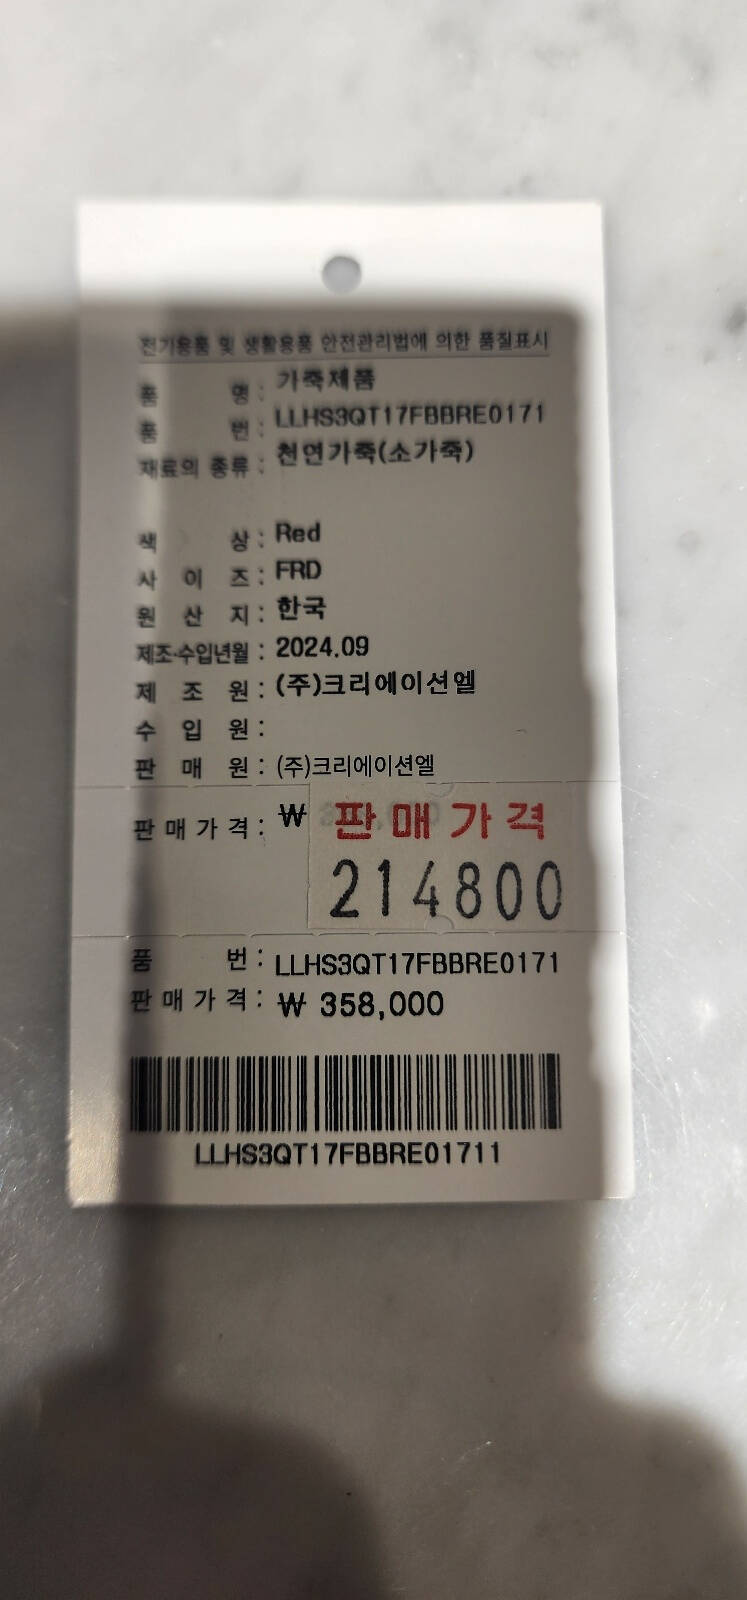 전기용품 및 생활용품 안전관리법에 의한 품질표시
품 명 : 가죽제품
품 번 : LLHS3QT17FBBRE0171
재료의 종류 : 천연가죽(소가죽)
색 상 : Red
사 이 즈 : FRD
원 산 지 : 한국
제조·수입년월 : 2024.09
제 조 원 : (주)크리에이션엘
수 입 원 :
판 매 원 : (주)크리에이션엘
판 매 가 격 : ₩ 판매가격
214800
품 번 : LLHS3QT17FBBRE0171
판 매 가 격 : ₩ 358,000
LLHS3QT17FBBRE01711